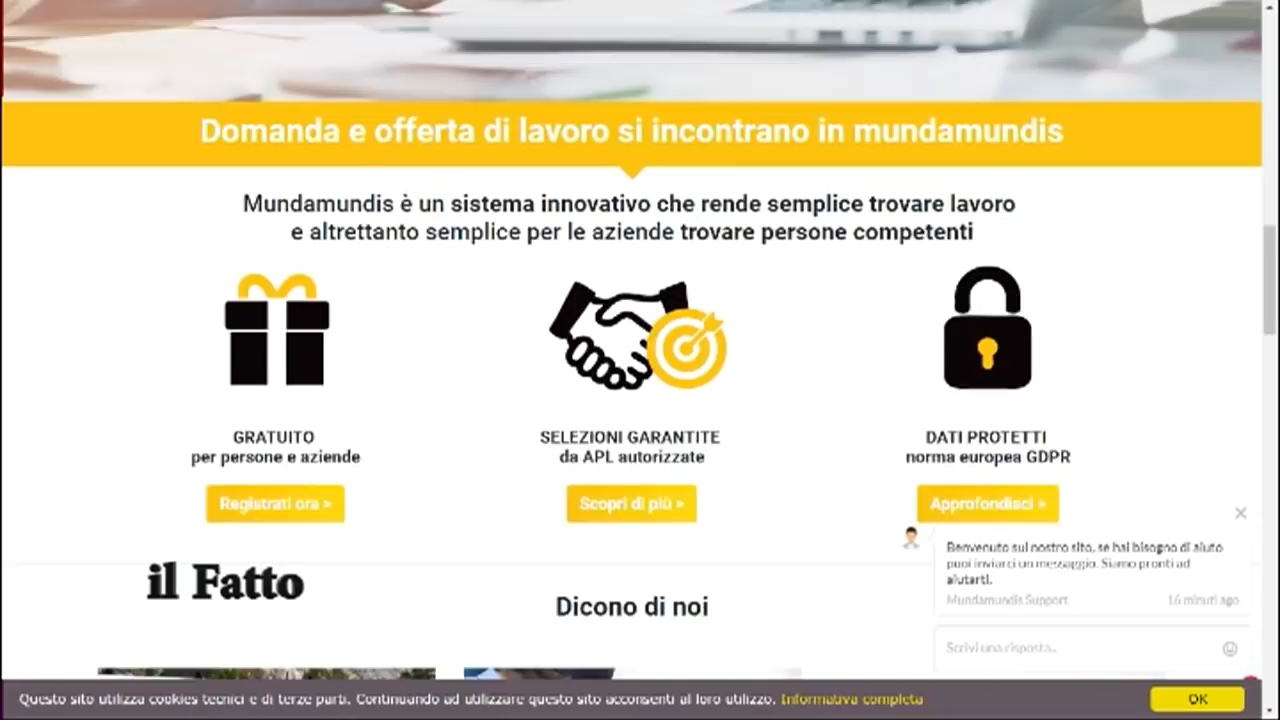 Domanda e offerta di lavoro si incontrano in mundamundis
Mundamundis è un sistema innovativo che rende semplice trovare lavoro
e altrettanto semplice per le aziende trovare persone competenti
GRATUITO
per persone e aziende
Registrati ora >
SELEZIONI GARANTITE
da APL autorizzate
Scopri di più >
DATI PROTETTI
norma europea GDPR
Approfondisci >
Benvenuto sul nostro sito, se hai bisogno di aiuto
puoi inviarci un messaggio. Siamo pronti ad
aiutarti.
Mundamundis Support 16 minuti ago
Scrivi una risposta..
il Fatto
Dicono di noi
Questo sito utilizza cookies tecnici e di terze parti. Continuando ad utilizzare questo sito acconsenti al loro utilizzo. Informativa completa
OK